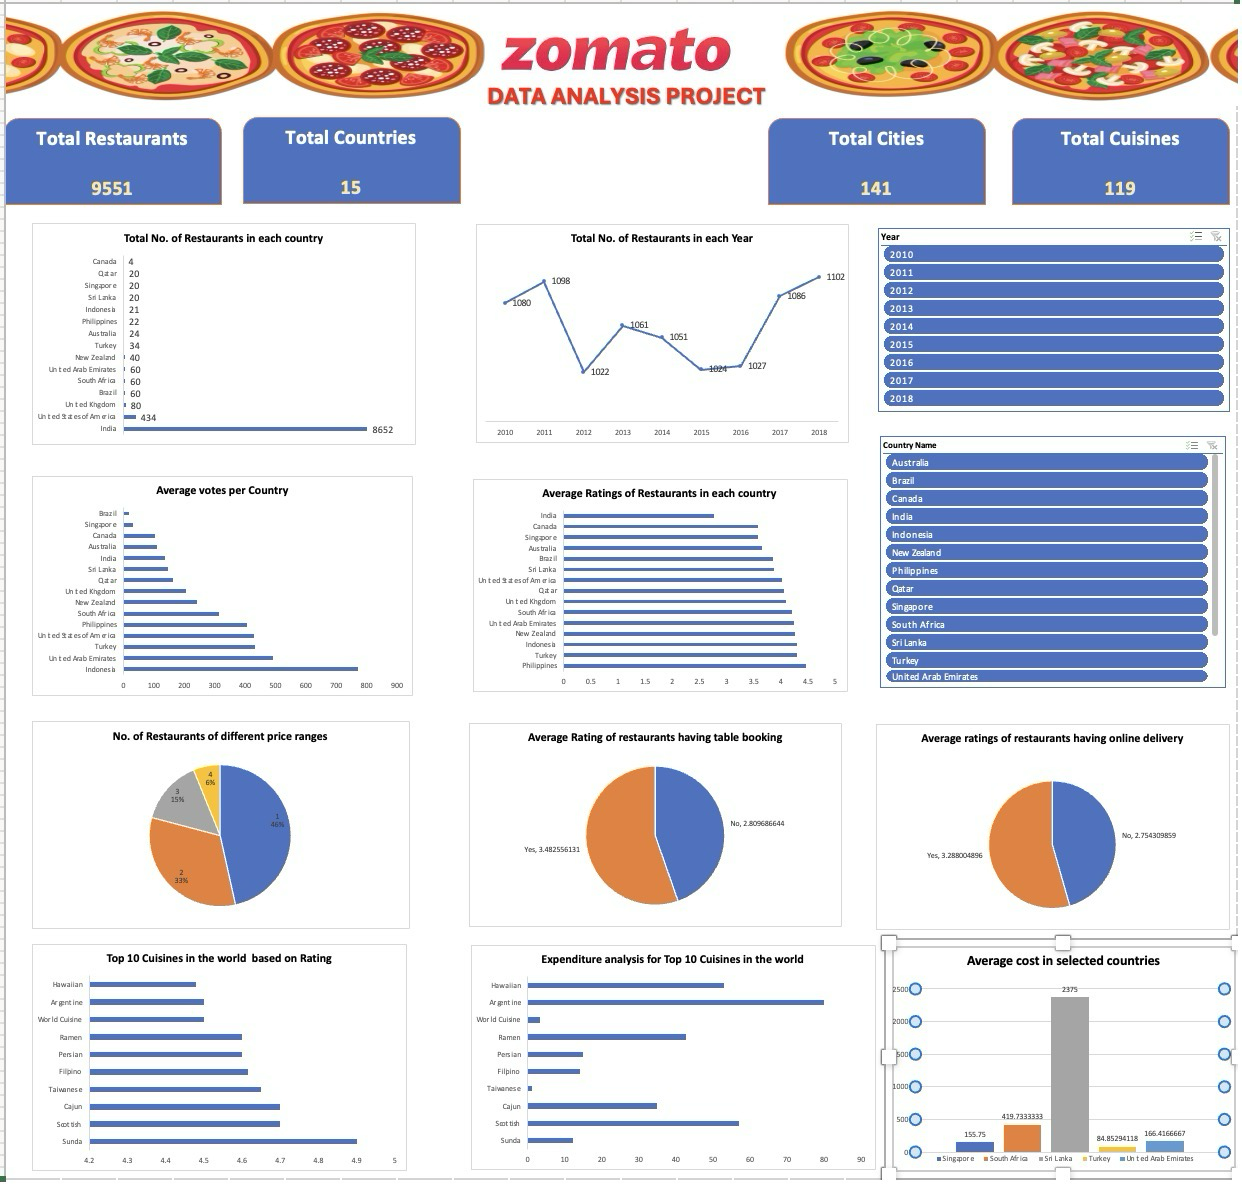 zomato
DATA ANALYSIS PROJECT
Total Restaurants
9551
Total Countries
15
Total Cities
141
Total Cuisines
119
Total No. of Restaurants in each country
Canada 4
Qatar 20
Singapore 20
Sri Lanka 20
Indonesia 21
Philippines 22
Australia 24
Turkey 34
New Zealand 40
United Arab Emirates 60
South Africa 60
Brazil 60
United Kingdom 80
United States of America 434
India 8652
Total No. of Restaurants in each Year
1080
1098
1022
1061
1051
1024
1027
1086
1102
2010 2011 2012 2013 2014 2015 2016 2017 2018
Year
2010
2011
2012
2013
2014
2015
2016
2017
2018
Average votes per Country
Brazil
Singapore
Canada
Australia
India
Sri Lanka
Qatar
United Kingdom
New Zealand
South Africa
Philippines
United States of America
Turkey
United Arab Emirates
Indonesia
0 100 200 300 400 500 600 700 800 900
Average Ratings of Restaurants in each country
India
Canada
Singapore
Australia
Brazil
Sri Lanka
United States of America
Qatar
United Kingdom
South Africa
United Arab Emirates
New Zealand
Indonesia
Turkey
Philippines
0 0.5 1 1.5 2 2.5 3 3.5 4 4.5 5
Country Name
Australia
Brazil
Canada
India
Indonesia
New Zealand
Philippines
Qatar
Singapore
South Africa
Sri Lanka
Turkey
United Arab Emirates
No. of Restaurants of different price ranges
4
6%
3
15%
1
46%
2
33%
Average Rating of restaurants having table booking
No, 2.809686644
Yes, 3.482556131
Average ratings of restaurants having online delivery
No, 2.754309859
Yes, 3.288004896
Top 10 Cuisines in the world based on Rating
Hawaiian
Argentine
World Cuisine
Ramen
Persian
Filipino
Taiwanese
Cajun
Scottish
Sunda
4.2 4.3 4.4 4.5 4.6 4.7 4.8 4.9 5
Expenditure analysis for Top 10 Cuisines in the world
Hawaiian
Argentine
World Cuisine
Ramen
Persian
Filipino
Taiwanese
Cajun
Scottish
Sunda
0 10 20 30 40 50 60 70 80 90
Average cost in selected countries
2500
2000
500
1000
500
0
155.75
419.7333333
2375
84.85294118
166.4166667
Singapore South Africa Sri Lanka Turkey United Arab Emirates